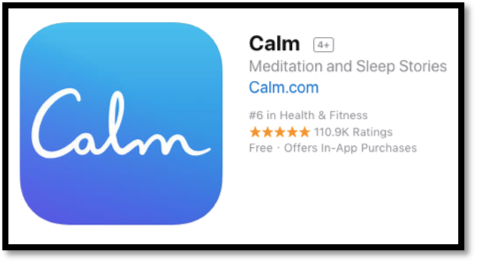 Calm
Calm 4+
Meditation and Sleep Stories
Calm.com
#6 in Health & Fitness
★★★★★ 110.9K Ratings
Free · Offers In-App Purchases